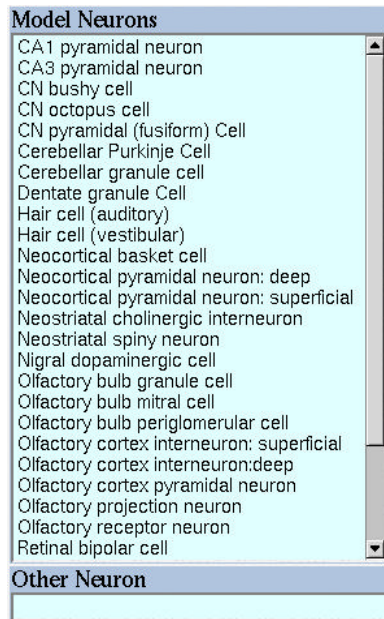 Model Neurons
CA1 pyramidal neuron
CA3 pyramidal neuron
CN bushy cell
CN octopus cell
CN pyramidal (fusiform) Cell
Cerebellar Purkinje Cell
Cerebellar granule cell
Dentate granule Cell
Hair cell (auditory)
Hair cell (vestibular)
Neocortical basket cell
Neocortical pyramidal neuron: deep
Neocortical pyramidal neuron: superficial
Neostriatal cholinergic interneuron
Neostriatal spiny neuron
Nigral dopaminergic cell
Olfactory bulb granule cell
Olfactory bulb mitral cell
Olfactory bulb periglomerular cell
Olfactory cortex interneuron: superficial
Olfactory cortex interneuron:deep
Olfactory cortex pyramidal neuron
Olfactory projection neuron
Olfactory receptor neuron
Retinal bipolar cell
Other Neuron